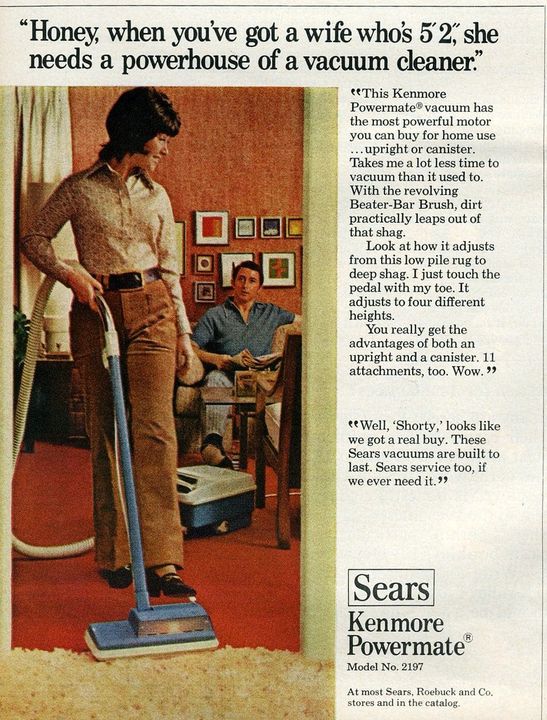 “Honey, when you’ve got a wife who’s 5′2″, she
needs a powerhouse of a vacuum cleaner.”
“This Kenmore
Powermate® vacuum has
the most powerful motor
you can buy for home use
...upright or canister.
Takes me a lot less time to
vacuum than it used to.
With the revolving
Beater-Bar Brush, dirt
practically leaps out of
that shag.
Look at how it adjusts
from this low pile rug to
deep shag. I just touch the
pedal with my toe. It
adjusts to four different
heights.
You really get the
advantages of both an
upright and a canister. 11
attachments, too. Wow.”
“Well, ‘Shorty,’ looks like
we got a real buy. These
Sears vacuums are built to
last. Sears service too, if
we ever need it.”
Sears
Kenmore
Powermate®
Model No. 2197
At most Sears, Roebuck and Co.
stores and in the catalog.